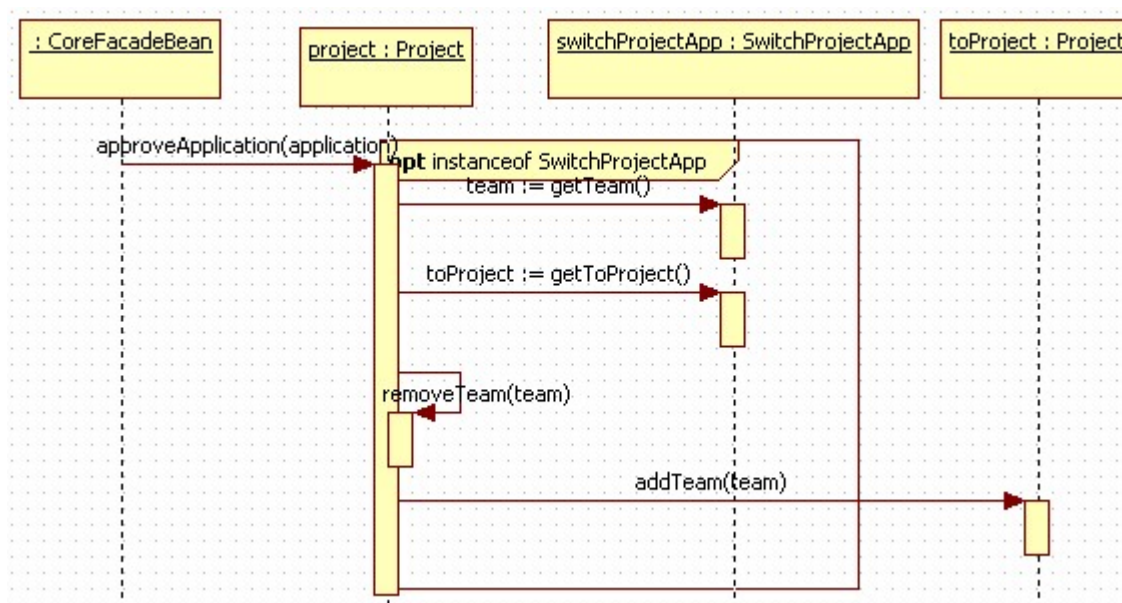 : CoreFacadeBean
project : Project
switchProjectApp : SwitchProjectApp
toProject : Project
approveApplication(application)
opt instanceof SwitchProjectApp
team := getTeam()
toProject := getToProject()
removeTeam(team)
addTeam(team)